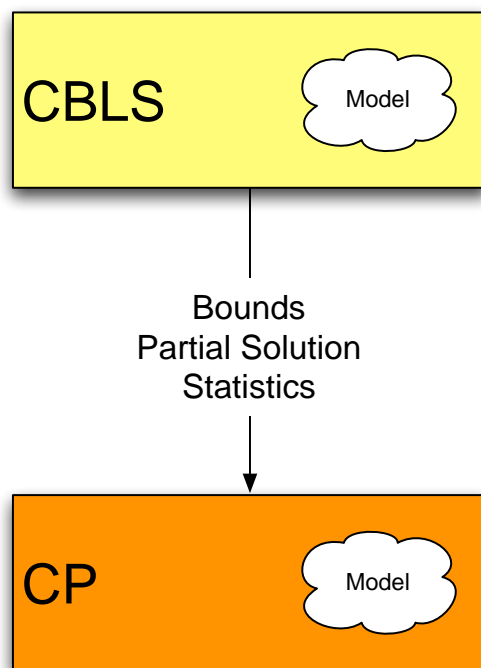 CBLS
Model
Bounds
Partial Solution
Statistics
CP
Model